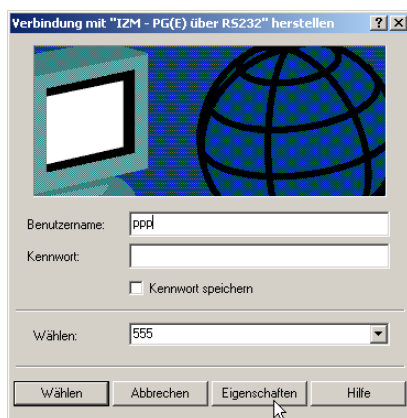 Verbindung mit "IZM - PG(E) über RS232" herstellen
Benutzername: ppp
Kennwort:
Kennwort speichern
Wählen: 555
Wählen Abbrechen Eigenschaften Hilfe